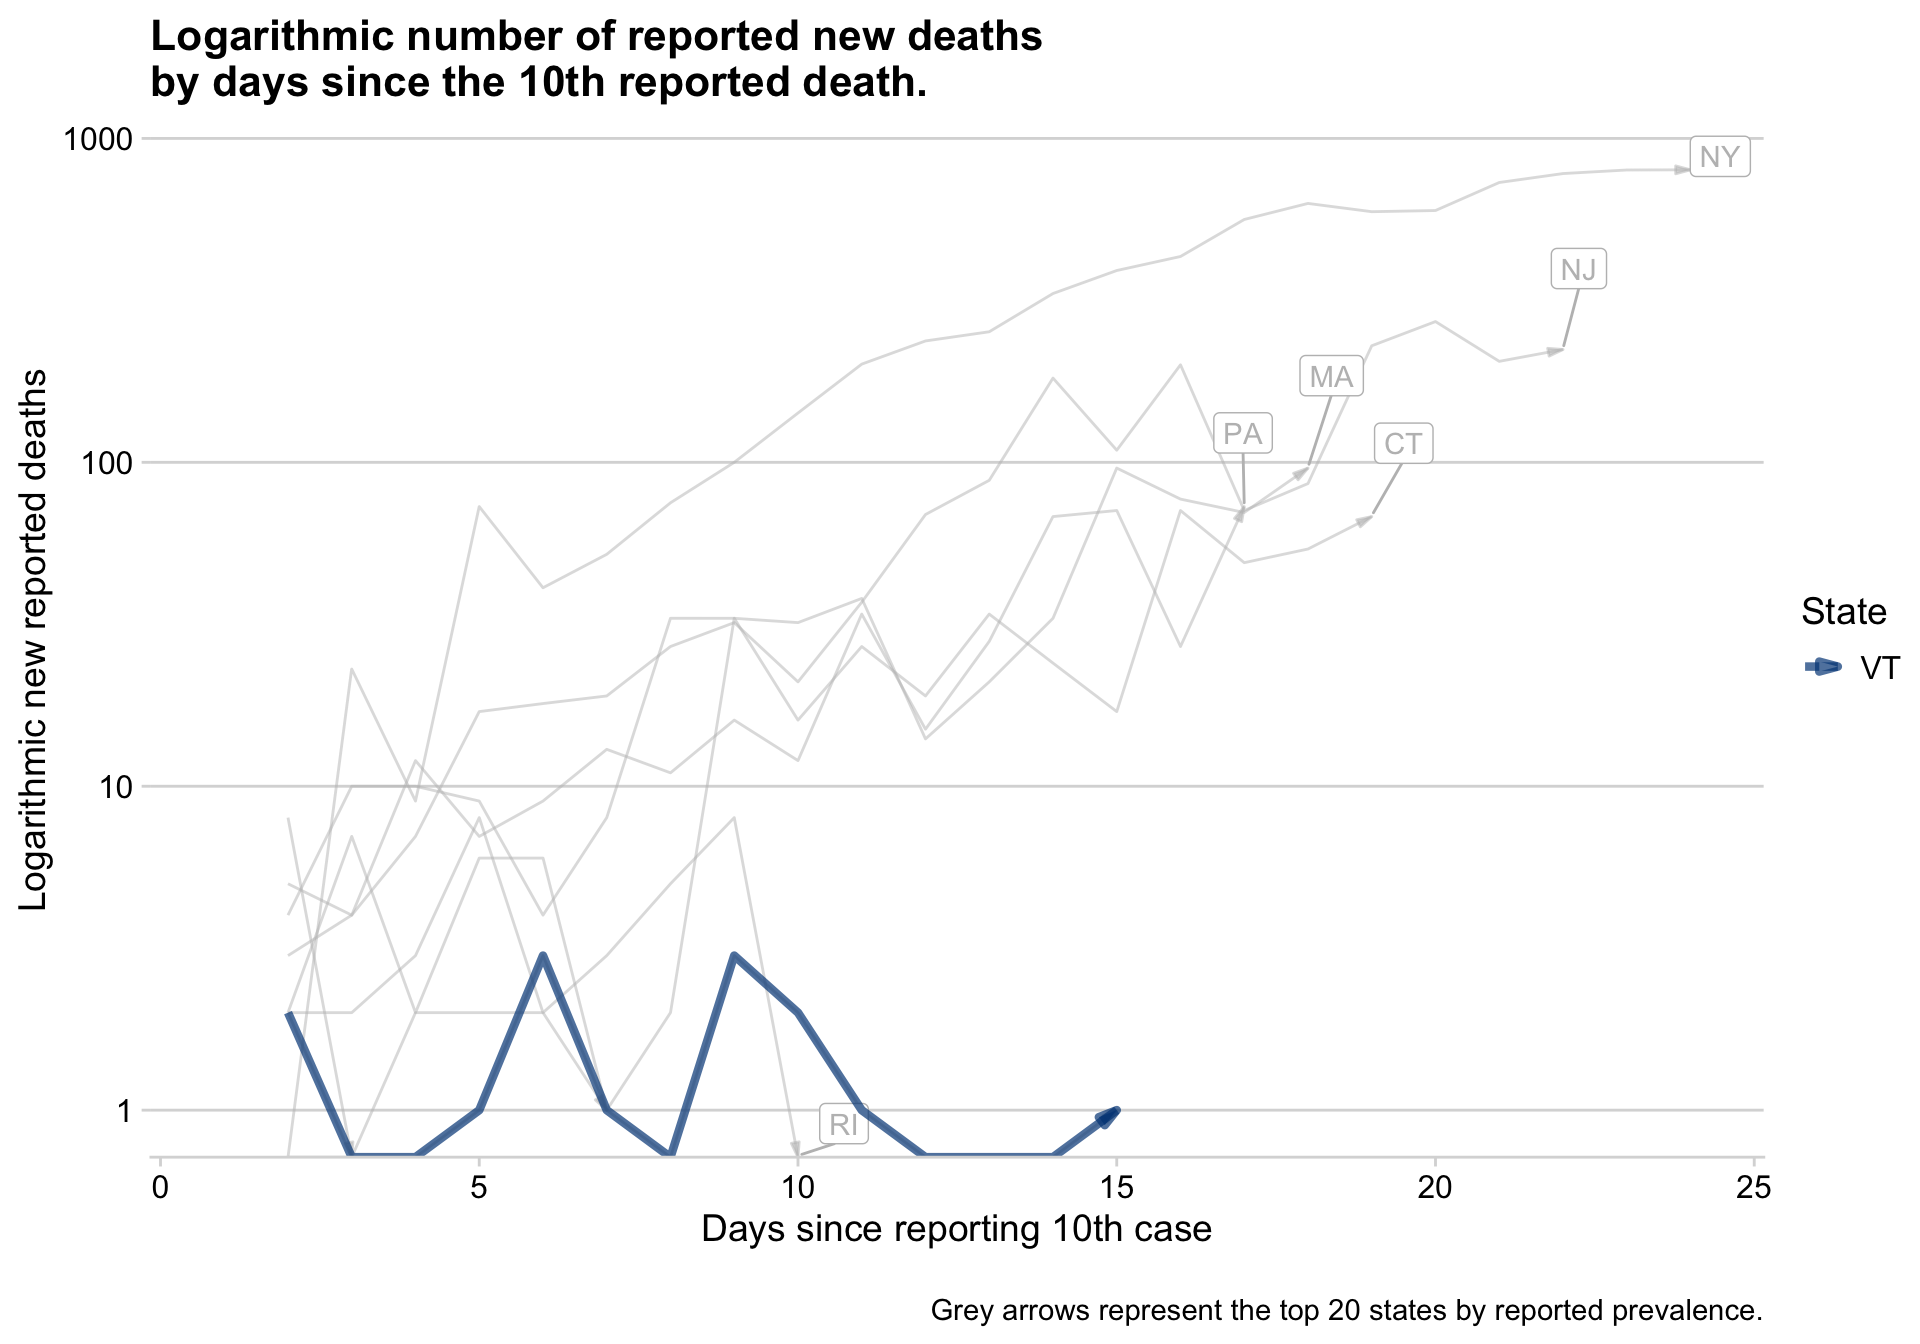 Logarithmic number of reported new deaths
by days since the 10th reported death.
Logarithmic new reported deaths
1000
100
10
1
NY
NJ
MA
PA
CT
RI
State
VT
0 5 10 15 20 25
Days since reporting 10th case
Grey arrows represent the top 20 states by reported prevalence.